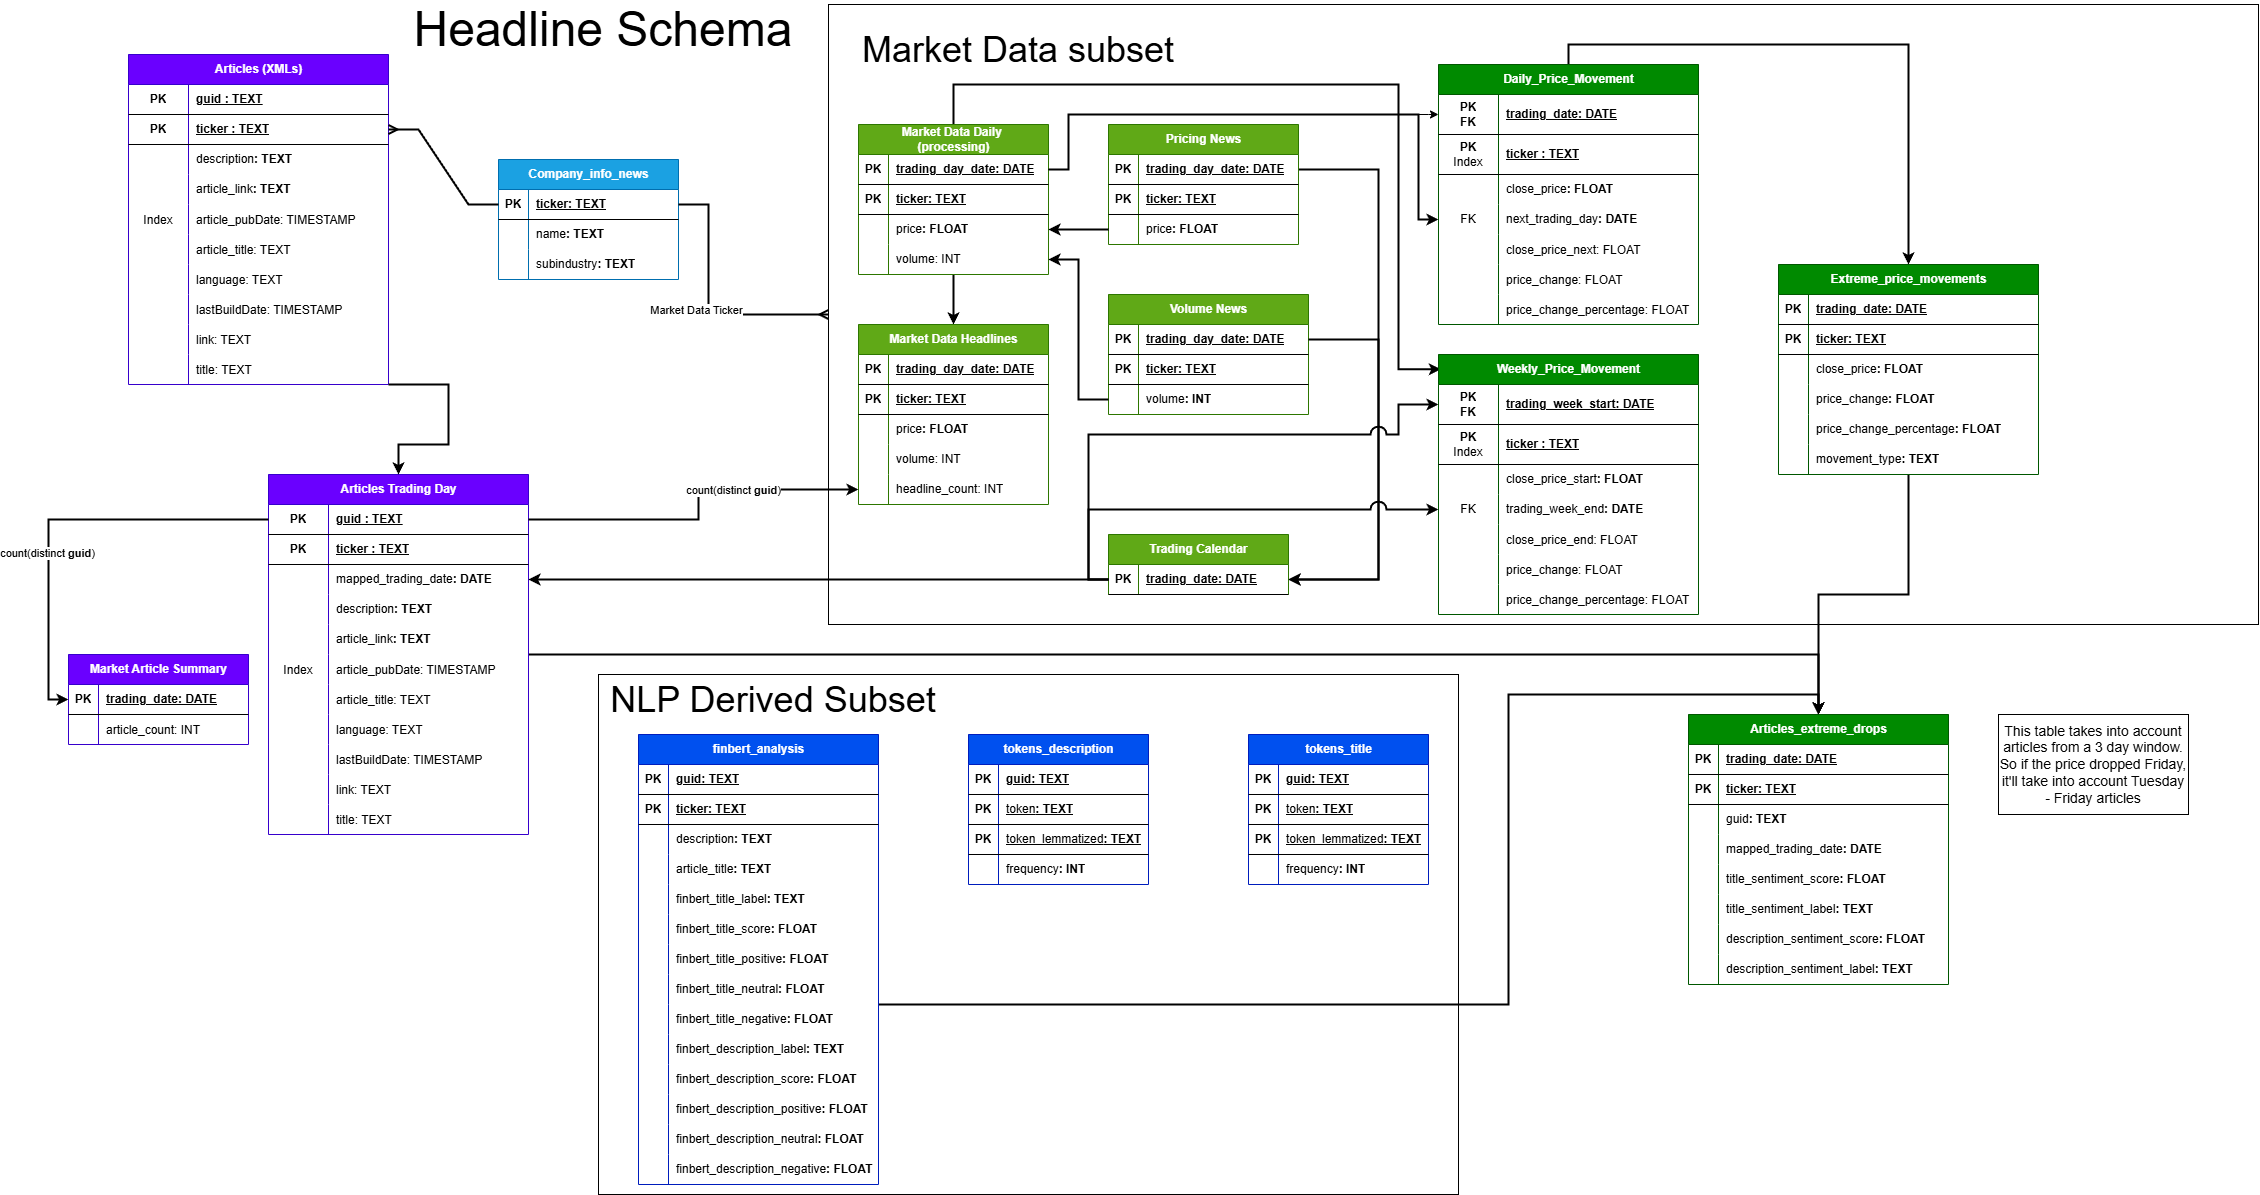 Headline Schema
Articles (XMLs)
PK guid : TEXT
PK ticker : TEXT
description: TEXT
article_link: TEXT
Index article_pubDate: TIMESTAMP
article_title: TEXT
language: TEXT
lastBuildDate: TIMESTAMP
link: TEXT
title: TEXT
Company_info_news
PK ticker: TEXT
name: TEXT
subindustry: TEXT
Market Data Ticker
Market Data subset
Market Data Daily
(processing)
PK trading_day_date: DATE
PK ticker: TEXT
price: FLOAT
volume: INT
Pricing News
PK trading_day_date: DATE
PK ticker: TEXT
price: FLOAT
Volume News
PK trading_day_date: DATE
PK ticker: TEXT
volume: INT
Market Data Headlines
PK trading_day_date: DATE
PK ticker: TEXT
price: FLOAT
volume: INT
headline_count: INT
Trading Calendar
PK trading_date: DATE
Daily_Price_Movement
PK
FK trading_date: DATE
PK
Index ticker : TEXT
close_price: FLOAT
FK next_trading_day: DATE
close_price_next: FLOAT
price_change: FLOAT
price_change_percentage: FLOAT
Weekly_Price_Movement
PK
FK trading_week_start: DATE
PK
Index ticker : TEXT
close_price_start: FLOAT
FK trading_week_end: DATE
close_price_end: FLOAT
price_change: FLOAT
price_change_percentage: FLOAT
Extreme_price_movements
PK trading_date: DATE
PK ticker: TEXT
close_price: FLOAT
price_change: FLOAT
price_change_percentage: FLOAT
movement_type: TEXT
Articles Trading Day
PK guid : TEXT
PK ticker : TEXT
mapped_trading_date: DATE
description: TEXT
article_link: TEXT
Index article_pubDate: TIMESTAMP
article_title: TEXT
language: TEXT
lastBuildDate: TIMESTAMP
link: TEXT
title: TEXT
count(distinct guid)
count(distinct guid)
Market Article Summary
PK trading_date: DATE
article_count: INT
NLP Derived Subset
finbert_analysis
PK guid: TEXT
PK ticker: TEXT
description: TEXT
article_title: TEXT
finbert_title_label: TEXT
finbert_title_score: FLOAT
finbert_title_positive: FLOAT
finbert_title_neutral: FLOAT
finbert_title_negative: FLOAT
finbert_description_label: TEXT
finbert_description_score: FLOAT
finbert_description_positive: FLOAT
finbert_description_neutral: FLOAT
finbert_description_negative: FLOAT
tokens_description
PK guid: TEXT
PK token: TEXT
PK token_lemmatized: TEXT
frequency: INT
tokens_title
PK guid: TEXT
PK token: TEXT
PK token_lemmatized: TEXT
frequency: INT
Articles_extreme_drops
PK trading_date: DATE
PK ticker: TEXT
guid: TEXT
mapped_trading_date: DATE
title_sentiment_score: FLOAT
title_sentiment_label: TEXT
description_sentiment_score: FLOAT
description_sentiment_label: TEXT
This table takes into account
articles from a 3 day window.
So if the price dropped Friday,
it'll take into account Tuesday
- Friday articles